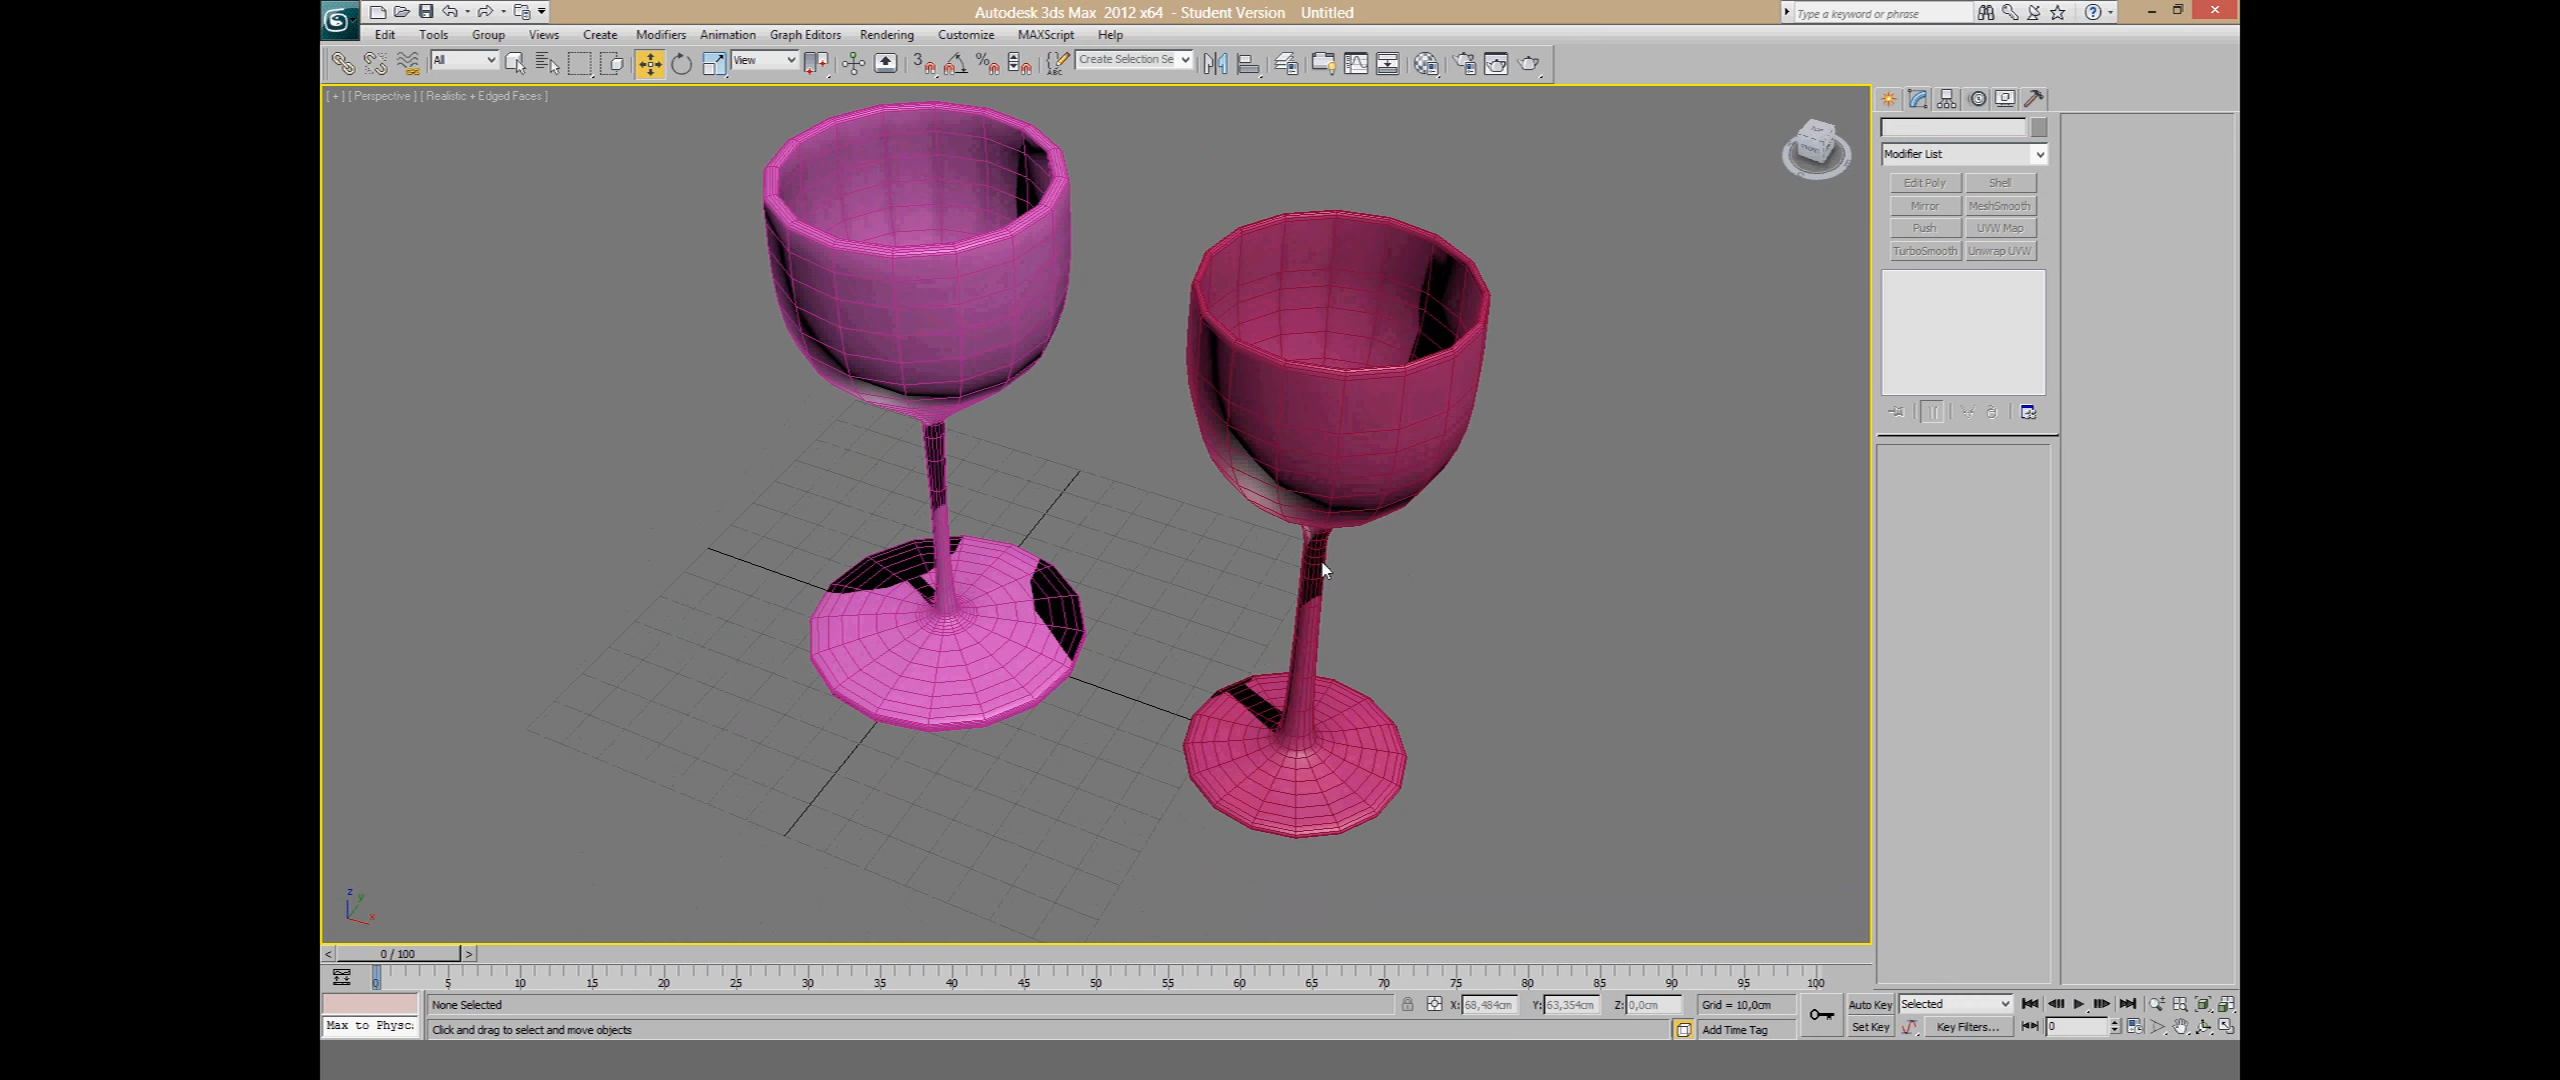 Autodesk 3ds Max 2012 x64 - Student Version Untitled
Type a keyword or phrase
Edit Tools Group Views Create Modifiers Animation Graph Editors Rendering Customize MAXScript Help
All View 3 % ABC Create Selection Se
[ + ] [ Perspective ] [ Realistic + Edged Faces ]
Modifier List
Edit Poly Shell
Mirror MeshSmooth
Push UVW Map
TurboSmooth Unwrap UVW
z
y
x
< 0 / 100 >
0 5 10 15 20 25 30 35 40 45 50 55 60 65 70 75 80 85 90 95 100
None Selected X: 68,484cm Y: 63,354cm Z: 0,0cm Grid = 10,0cm Auto Key Selected
Max to Physc: Click and drag to select and move objects Add Time Tag Set Key Key Filters... 0